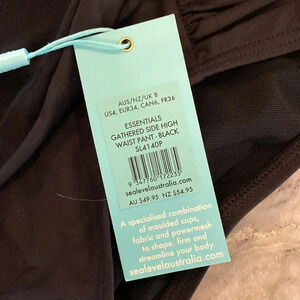 AUS/NZ/UK 8
US4, EUR34, CAN6, FR36
ESSENTIALS
GATHERED SIDE HIGH
WAIST PANT - BLACK
SL4140P
sealevelaustralia.com
AU $49.95 NZ $54.95
A specialised combination
of moulded cups,
fabric and powermesh
to shape, firm and
streamline your body.
sealevelaustralia.com